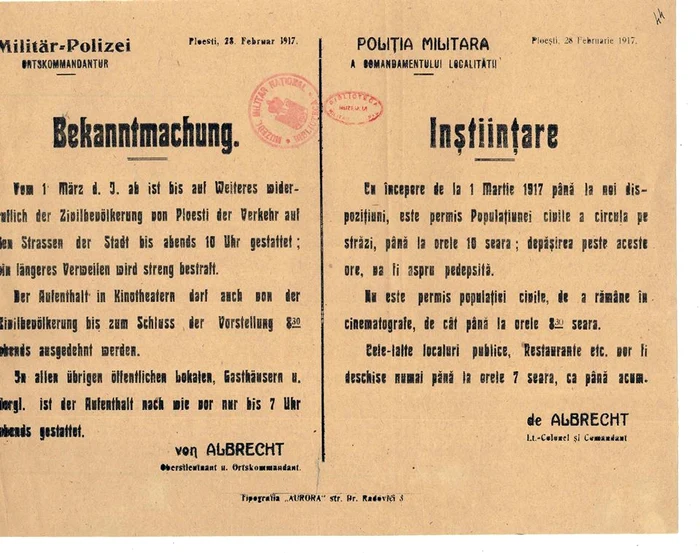 44
Militär-Polizei
ORTSKOMMANDANTUR
Ploesti, 28. Februar 1917.
Bekanntmachung.
Vom 1 März d. J. ab ist bis auf Weiteres wider-
ruflich der Zivilbevölkerung von Ploesti der Verkehr auf
den Strassen der Stadt bis abends 10 Uhr gestattet;
ein längeres Verweilen wird streng bestraft.
Der Aufenthalt in Kinotheatern darf auch von der
Zivilbevölkerung bis zum Schluss der Vorstellung 8³⁰
abends ausgedehnt werden.
In allen übrigen öffentlichen Lokalen, Gasthäusern u.
dergl. ist der Aufenthalt nach wie vor nur bis 7 Uhr
abends gestattet.
von ALBRECHT
Oberstleutnant u. Ortskommandant.
POLIȚIA MILITARA
A COMANDAMENTULUI LOCALITĂȚII
Ploești, 28 Februarie 1917.
MUZEUL MILITAR NAȚIONAL
BIBLIOTECA
Inștiințare
Cu începere de la 1 Martie 1917 până la noi dis-
pozițiuni, este permis Populațiunei civile a circula pe
străzi, până la orele 10 seara; depășirea peste aceste
ore, va fi aspru pedepsită.
Nu este permis populației civile, de a rămâne în
cinematografe, de cât până la orele 8³⁰ seara.
Cele-lalte localuri publice, Restaurante etc. vor fi
deschise numai până la orele 7 seara, ca până acum.
de ALBRECHT
Lt.-Colonel și Comandant
Tipografia „AURORA" str. Dr. Radovici 3